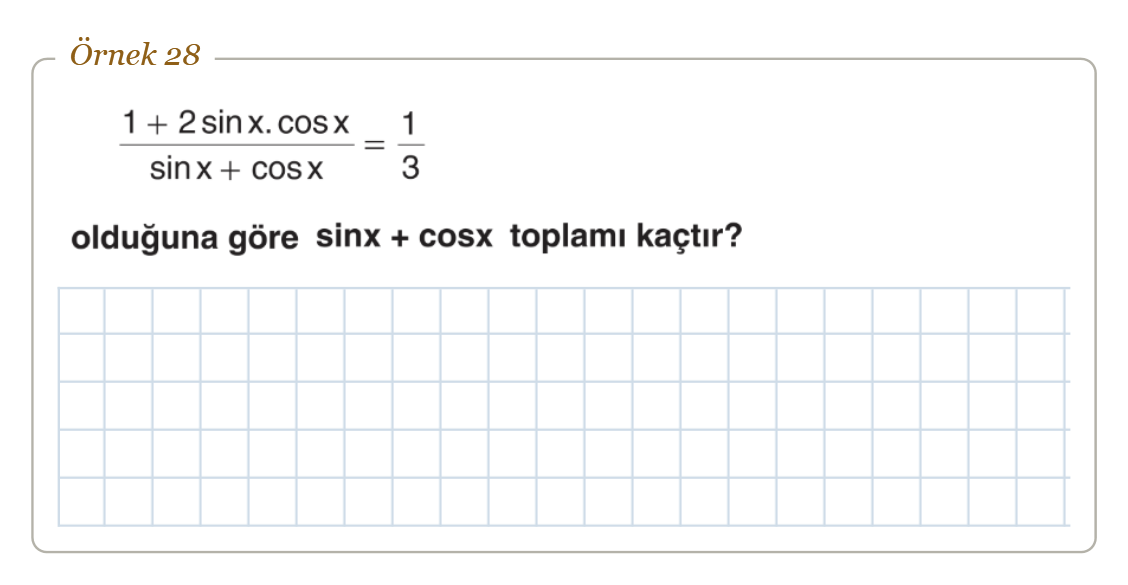 Örnek 28
1 + 2 sin x. cos x / sin x + cos x = 1 / 3
olduğuna göre sinx + cosx toplamı kaçtır?